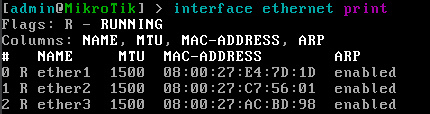 [admin@MikroTik] > interface ethernet print
Flags: R - RUNNING
Columns: NAME, MTU, MAC-ADDRESS, ARP
#   NAME     MTU  MAC-ADDRESS        ARP
0 R ether1  1500  08:00:27:E4:7D:1D  enabled
1 R ether2  1500  08:00:27:C7:56:01  enabled
2 R ether3  1500  08:00:27:AC:BD:98  enabled